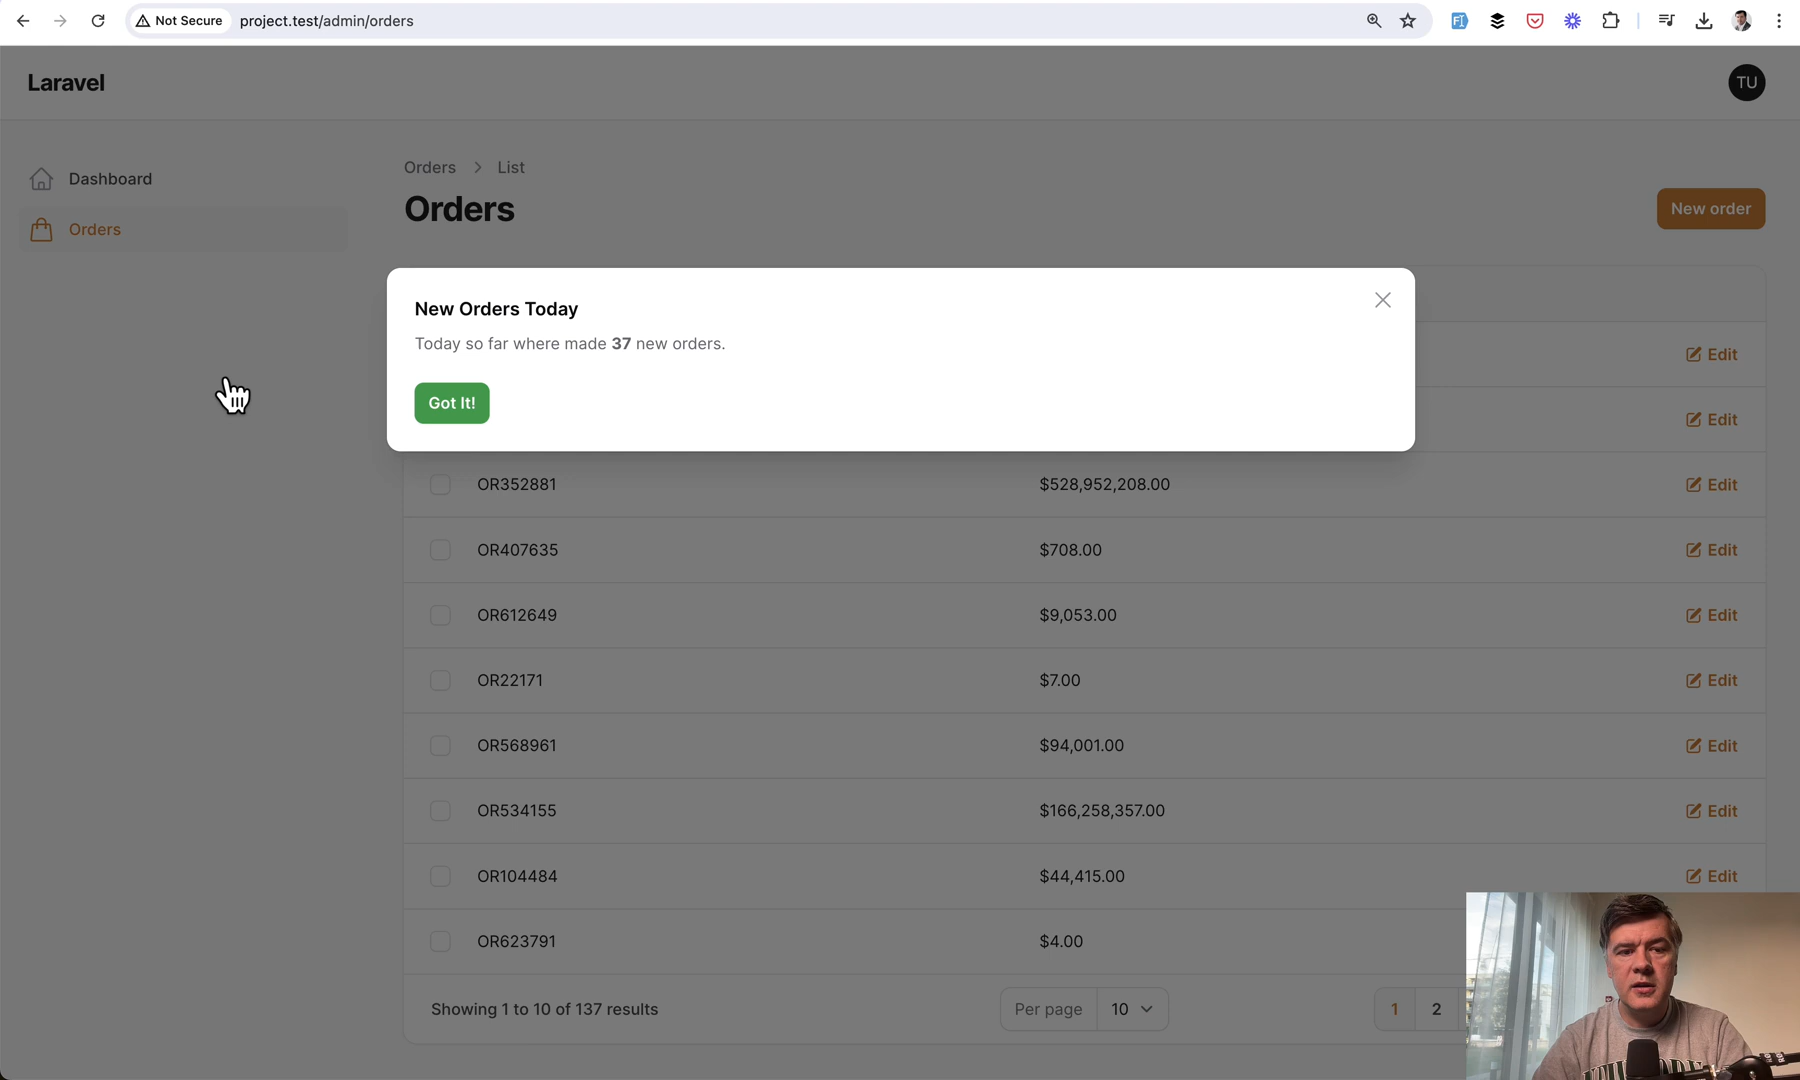 Not Secure project.test/admin/orders
Laravel
TU
Dashboard
Orders
Orders > List
Orders
New order
New Orders Today
Today so far where made 37 new orders.
Got It!
Edit
Edit
OR352881 $528,952,208.00 Edit
OR407635 $708.00 Edit
OR612649 $9,053.00 Edit
OR22171 $7.00 Edit
OR568961 $94,001.00 Edit
OR534155 $166,258,357.00 Edit
OR104484 $44,415.00 Edit
OR623791 $4.00
Showing 1 to 10 of 137 results Per page 10 1 2